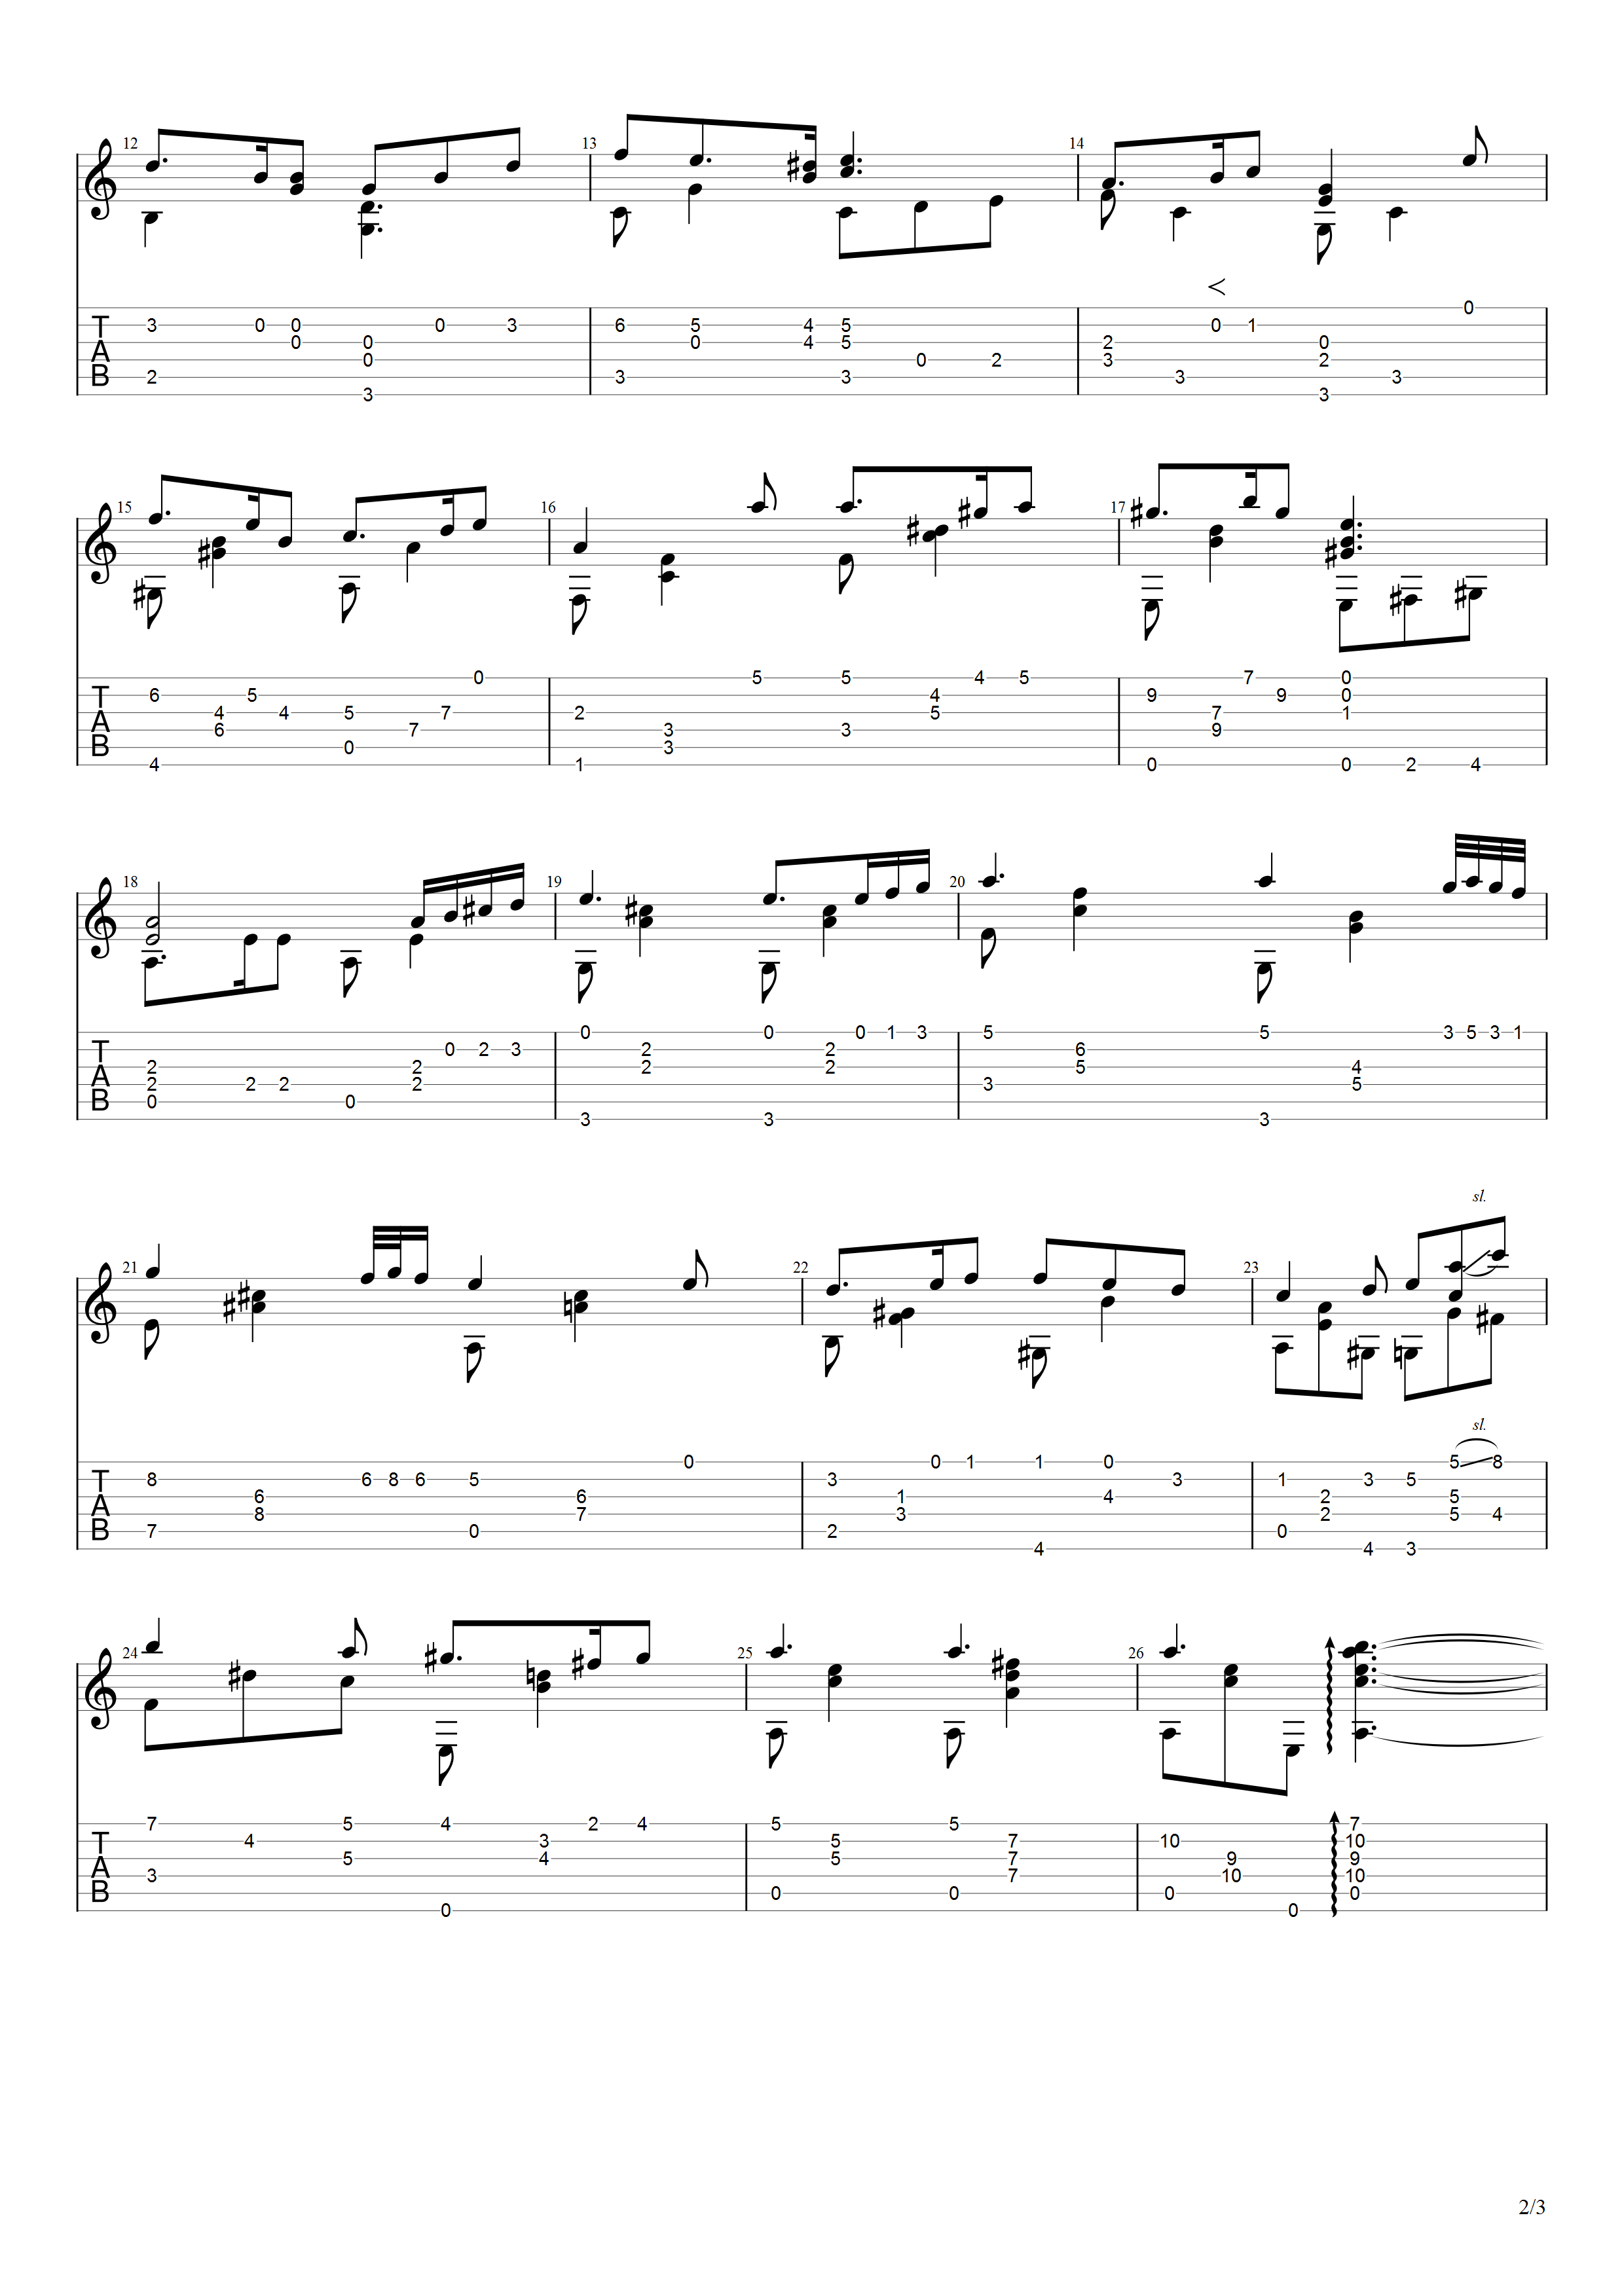 12 13 14
0
T 3 0 0 0 3 6 5 4 5 0 1
A 0 0 0 4 5 2 0
0 0 2 3 2
B 2 3 3 3 3
3 3
15 16 17
0 5 5 4 5 7 0
T 6 5 4 9 9 0
A 4 4 5 7 2 5 7 1
6 7 3 3 9
B 0 3
4 1 0 0 2 4
18 19 20
0 0 0 1 3 5 5 3 5 3 1
T 0 2 3 2 2 6
A 2 2 2 2 5 4
2 2 2 2 3 5
B 0 0
3 3 3
sl.
21 22 23
sl.
0 0 1 1 0 5 8
T 8 6 8 6 5 3 3 1 3 5
A 6 6 1 4 2 5
8 7 3 2 5 4
B 7 0 2 0
4 4 3
24 25 26
7 5 4 2 4 5 5 7
T 4 3 5 7 10 10
A 5 4 5 7 9 9
3 7 10 10
B 0 0 0 0
0 0
2/3